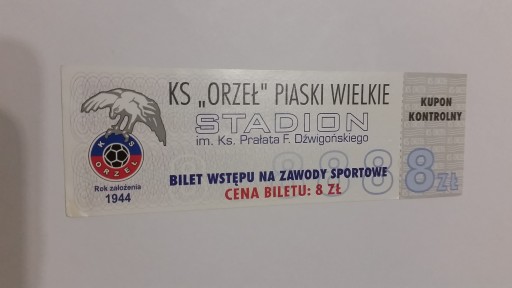 KS „ORZEŁ" PIASKI WIELKIE
STADION
im. Ks. Prałata F. Dźwigońskiego
KS
ORZEŁ
Rok założenia
1944
BILET WSTĘPU NA ZAWODY SPORTOWE
CENA BILETU: 8 ZŁ
8 8 8
KUPON
KONTROLNY
8 ZŁ